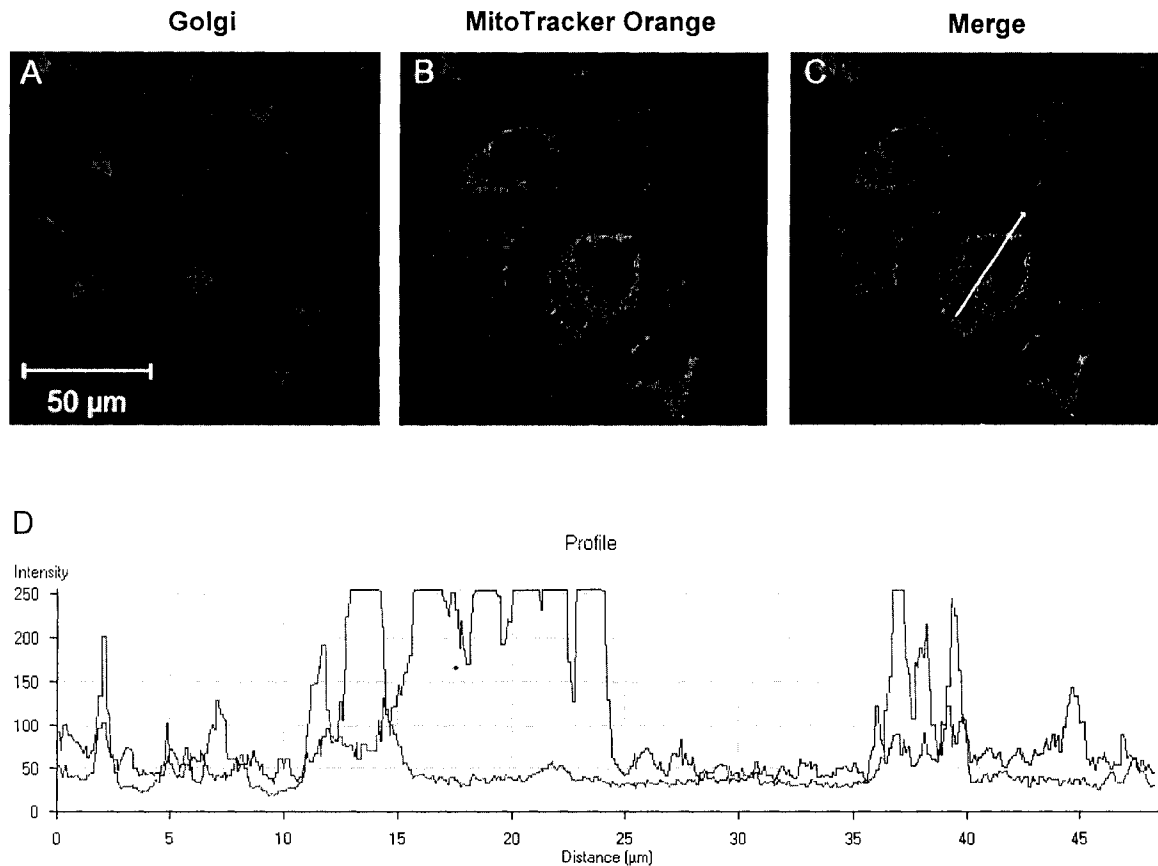 Golgi MitoTracker Orange Merge
A B C
50 µm
D
Profile
Intensity
250
200
150
100
50
0
0 5 10 15 20 25 30 35 40 45
Distance (µm)